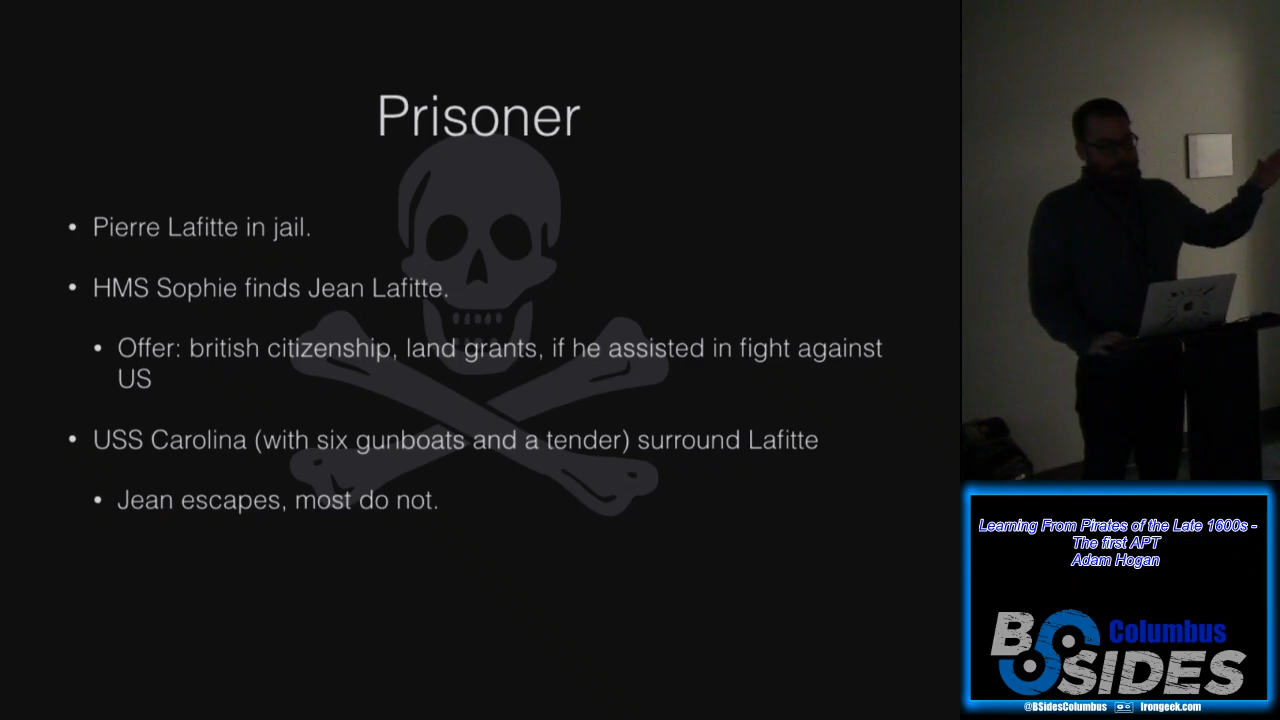 Prisoner
• Pierre Lafitte in jail.
• HMS Sophie finds Jean Lafitte.
• Offer: british citizenship, land grants, if he assisted in fight against
US
• USS Carolina (with six gunboats and a tender) surround Lafitte
• Jean escapes, most do not.
Learning From Pirates of the Late 1600s -
The first APT
Adam Hogan
BSIDES
Columbus
@BSidesColumbus Irongeek.com